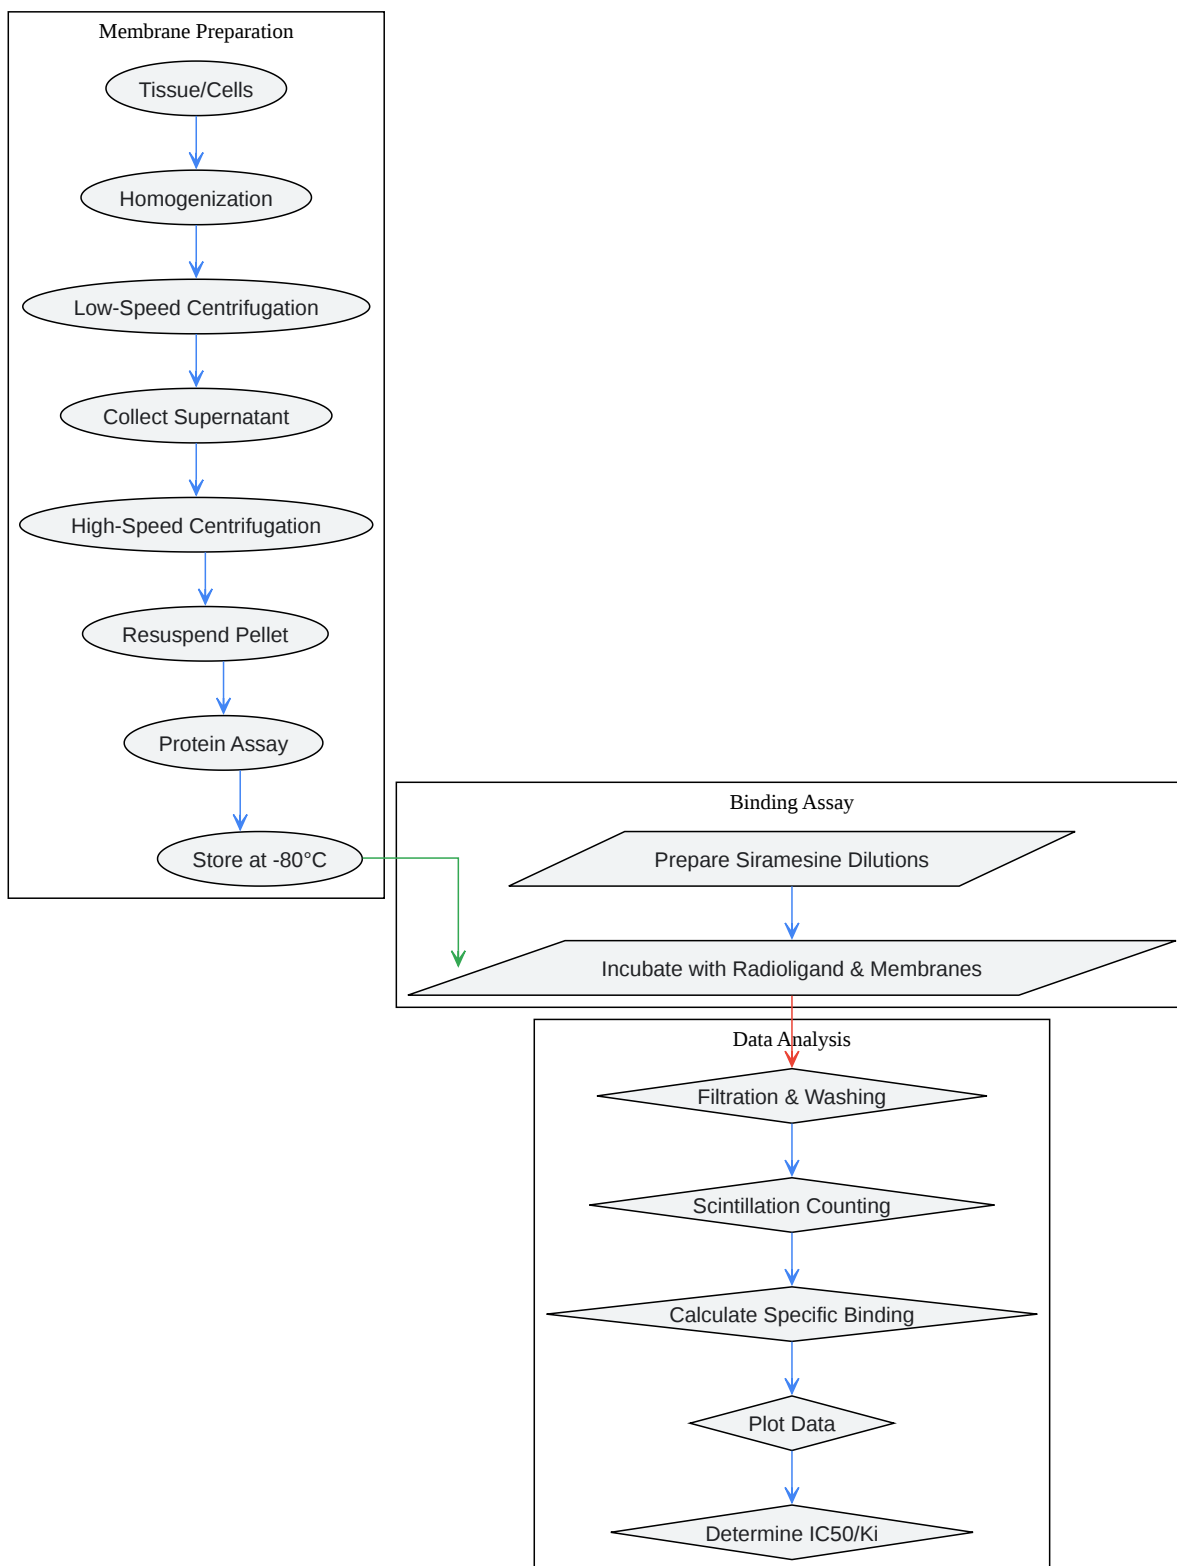 Membrane Preparation
Tissue/Cells
Homogenization
Low-Speed Centrifugation
Collect Supernatant
High-Speed Centrifugation
Resuspend Pellet
Protein Assay
Store at -80°C
Binding Assay
Prepare Siramesine Dilutions
Incubate with Radioligand & Membranes
Data Analysis
Filtration & Washing
Scintillation Counting
Calculate Specific Binding
Plot Data
Determine IC50/Ki